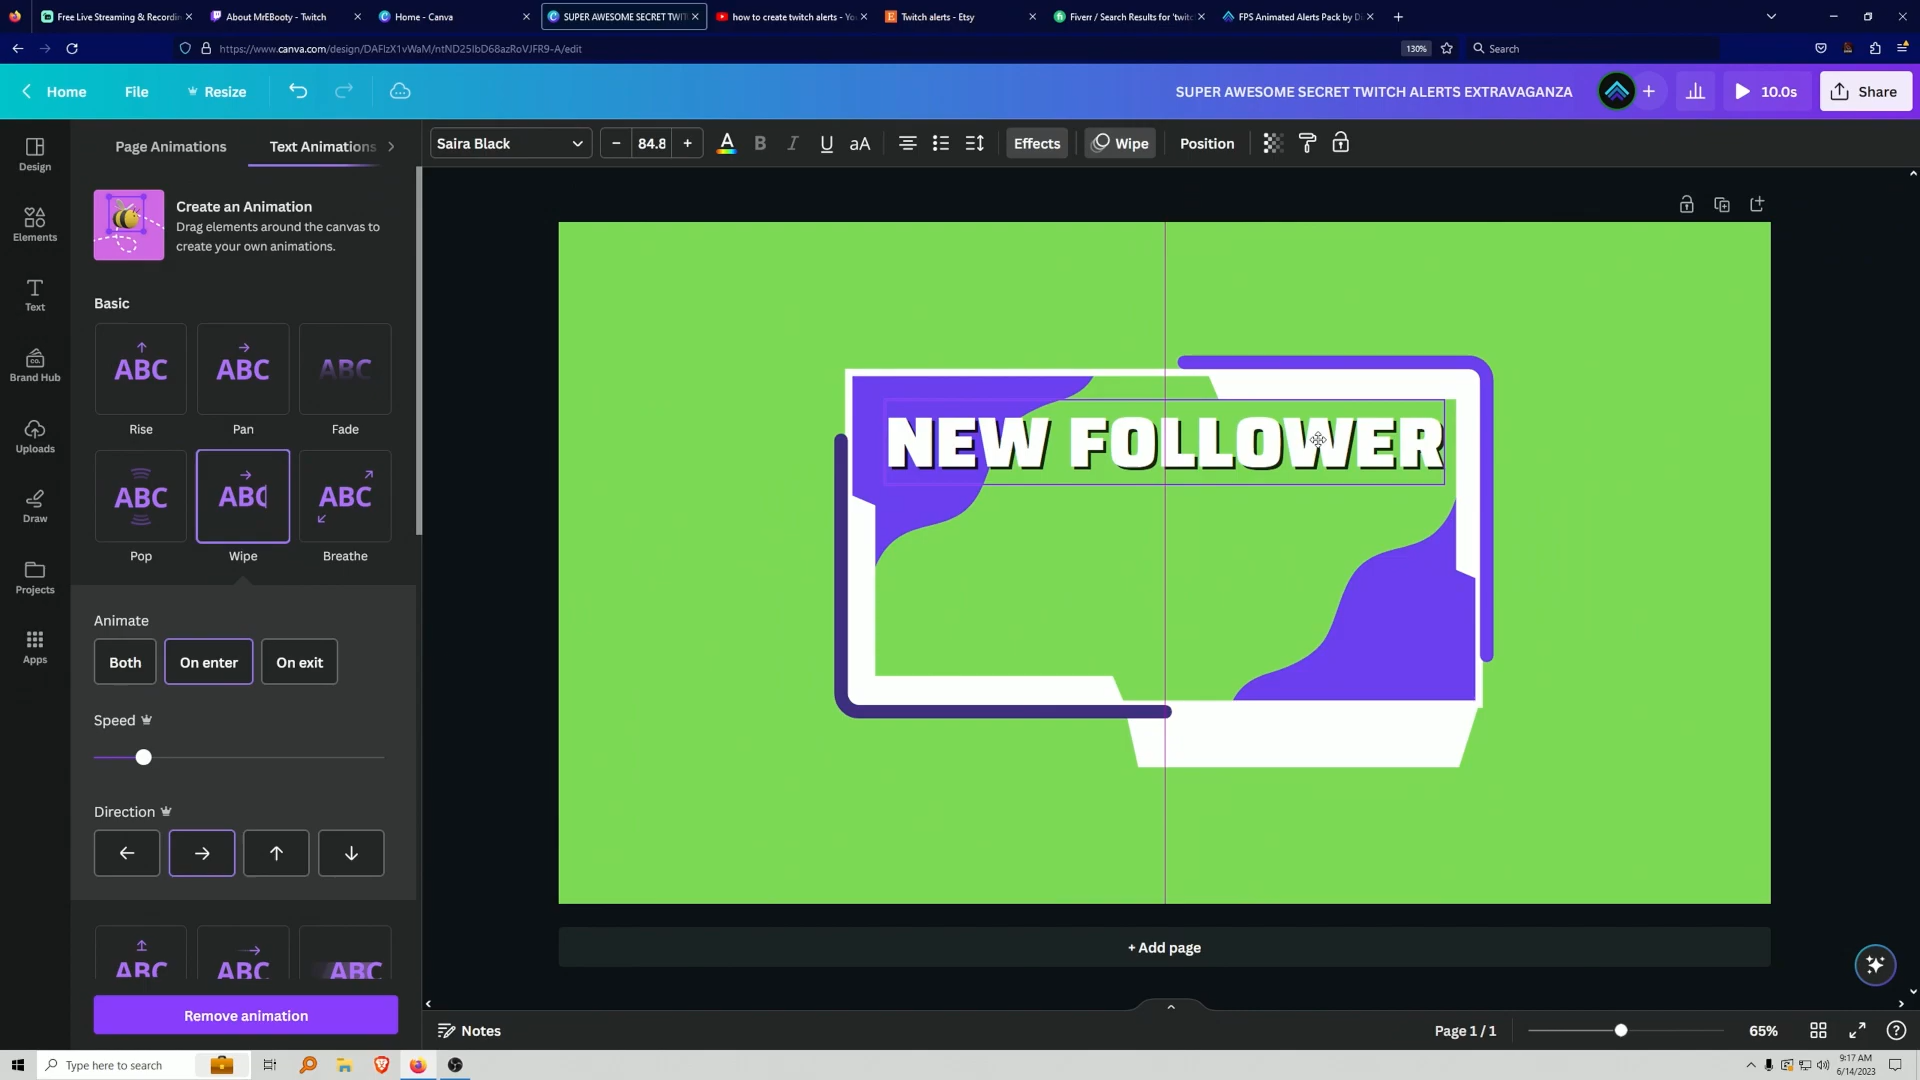 Free Live Streaming & Recordin
About MrEBooty - Twitch
Home - Canva
SUPER AWESOME SECRET TWIT
how to create twitch alerts - Yo
Twitch alerts - Etsy
Fiverr / Search Results for 'twitc
FPS Animated Alerts Pack by D
https://www.canva.com/design/DAFlzX1vWaM/ntND25IbD68azRoVJFR9-A/edit
130%
Search
Home
File
Resize
SUPER AWESOME SECRET TWITCH ALERTS EXTRAVAGANZA
10.0s
Share
Page Animations
Text Animations
Saira Black
84.8
A
B
I
U
aA
Effects
Wipe
Position
Design
Elements
Text
Brand Hub
Uploads
Draw
Projects
Apps
Create an Animation
Drag elements around the canvas to
create your own animations.
Basic
ABC
ABC
ABC
Rise
Pan
Fade
ABC
ABC
ABC
Pop
Wipe
Breathe
Animate
Both
On enter
On exit
Speed
Direction
ABC
ABC
ABC
Remove animation
NEW FOLLOWER
+ Add page
Notes
Page 1 / 1
65%
Type here to search
9:17 AM
6/14/2023